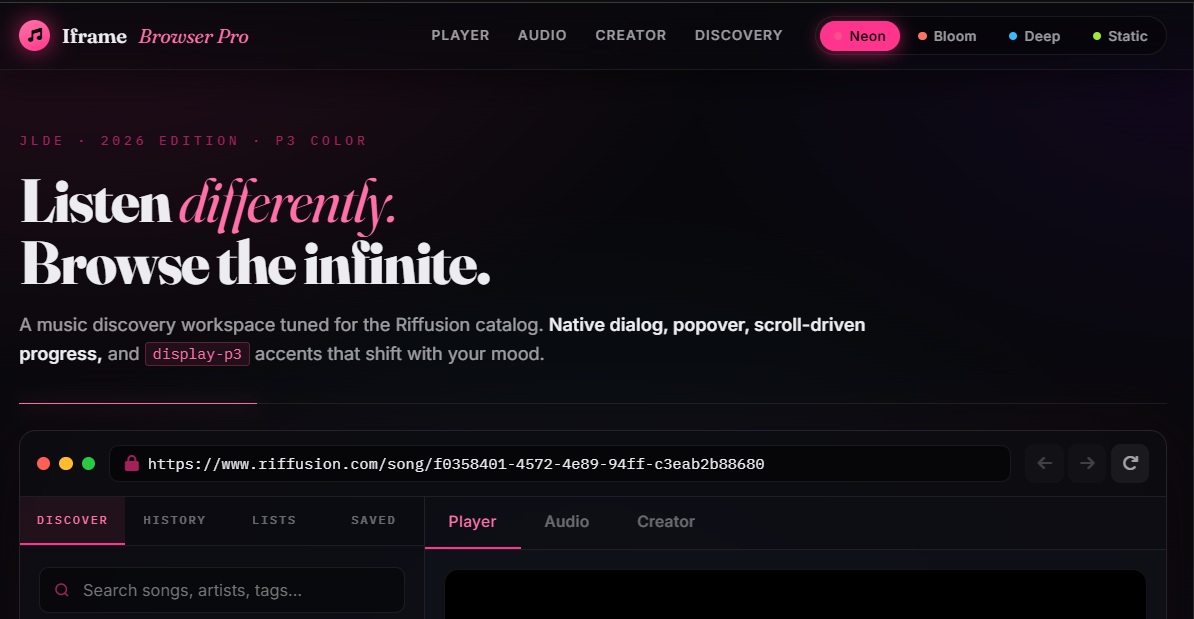 Iframe Browser Pro
PLAYER AUDIO CREATOR DISCOVERY
Neon Bloom Deep Static
JLDE · 2026 EDITION · P3 COLOR
Listen differently.
Browse the infinite.
A music discovery workspace tuned for the Riffusion catalog. Native dialog, popover, scroll-driven
progress, and display-p3 accents that shift with your mood.
https://www.riffusion.com/song/f0358401-4572-4e89-94ff-c3eab2b88680
DISCOVER HISTORY LISTS SAVED
Player Audio Creator
Search songs, artists, tags...